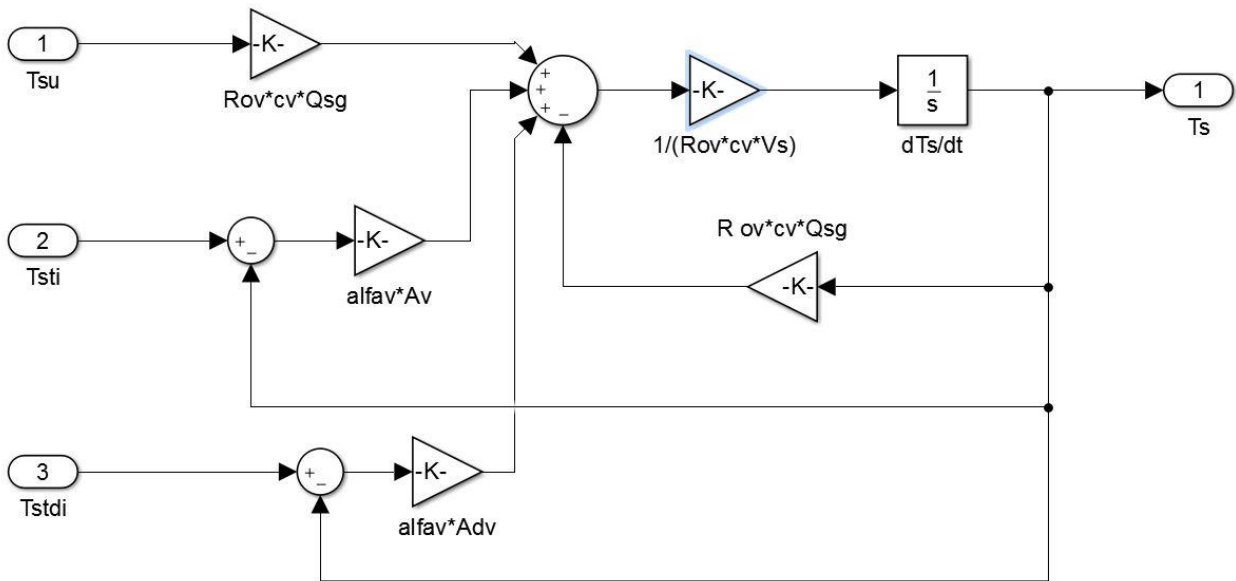 1
Tsu
-K-
Rov*cv*Qsg
+
+
+
−
-K-
1/(Rov*cv*Vs)
1
s
dTs/dt
1
Ts
2
Tsti
+
−
-K-
alfav*Av
R ov*cv*Qsg
-K-
3
Tstdi
+
−
-K-
alfav*Adv